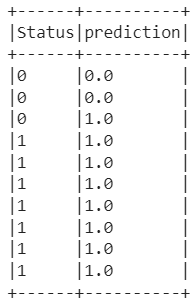 +------+----------+
|Status|prediction|
+------+----------+
|0     |0.0       |
|0     |0.0       |
|0     |1.0       |
|1     |1.0       |
|1     |1.0       |
|1     |1.0       |
|1     |1.0       |
|1     |1.0       |
|1     |1.0       |
|1     |1.0       |
+------+----------+